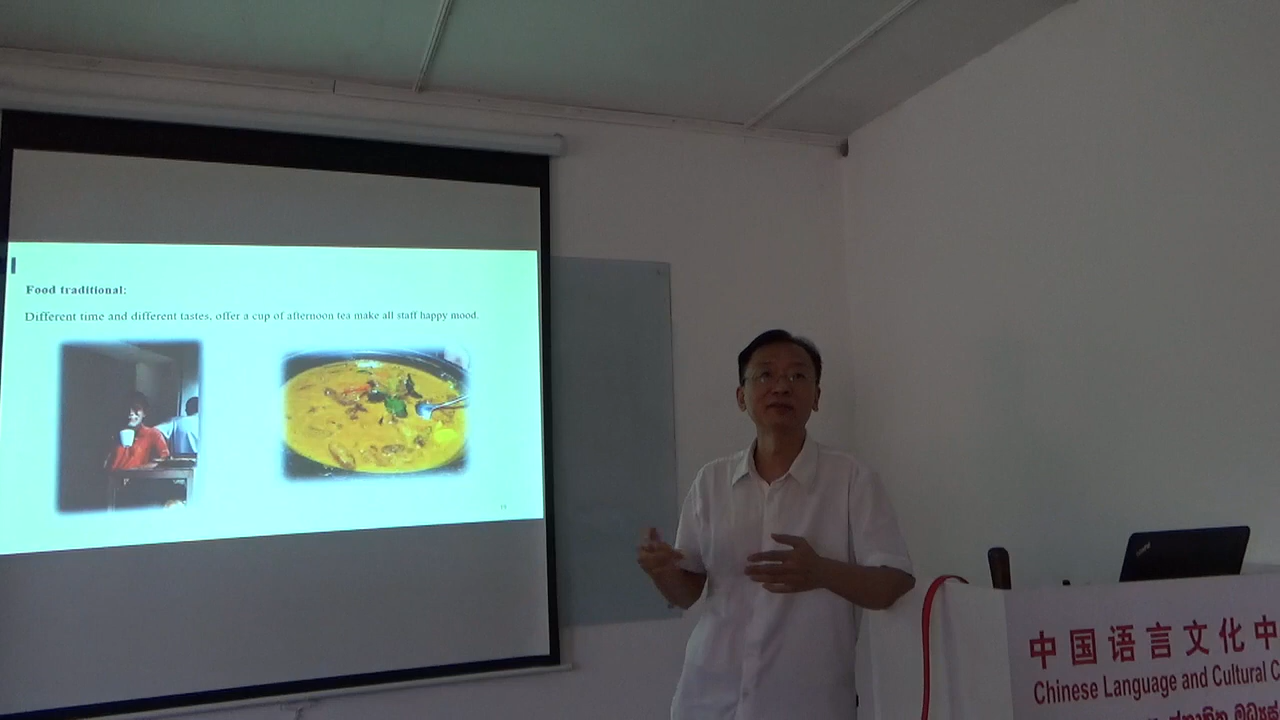 Food traditional:
Different time and different tastes, offer a cup of afternoon tea make all staff happy mood.
中国语言文化中
Chinese Language and Cultural C